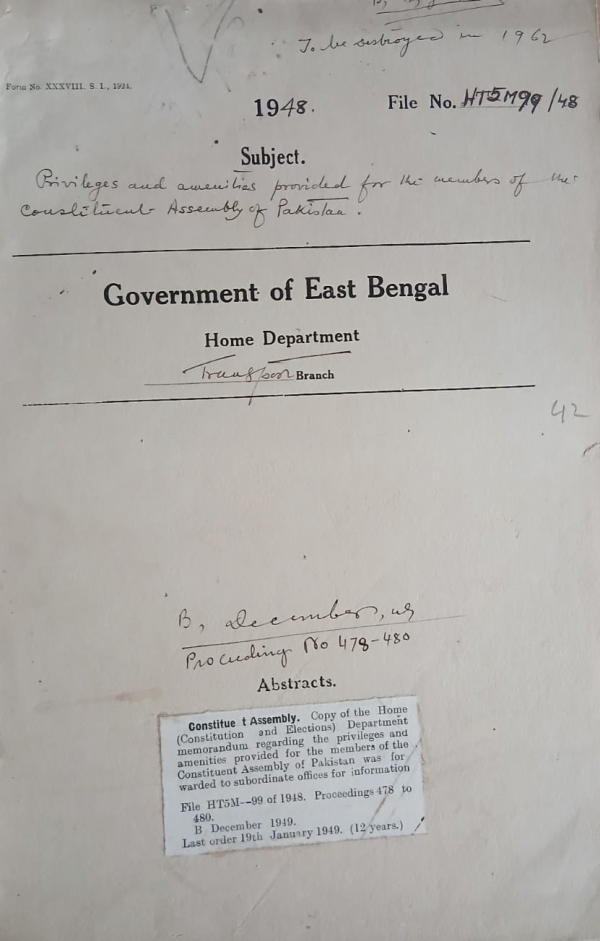 To be destroyed in 1962
Form No. XXXVIII. S. I., 1924.
1948.
File No. HT5M99/48
Subject.
Privileges and amenities provided for the members of the
Constituent Assembly of Pakistan.
Government of East Bengal
Home Department
Transport Branch
42
B, December, 49
Proceeding No 478-480
Abstracts.
Constitue t Assembly. Copy of the Home
(Constitution and Elections) Department
memorandum regarding the privileges and
amenities provided for the members of the
Constituent Assembly of Pakistan was for
warded to subordinate offices for information
File HT5M--99 of 1948. Proceedings 478 to
480.
B December 1949.
Last order 19th January 1949. (12 years.)